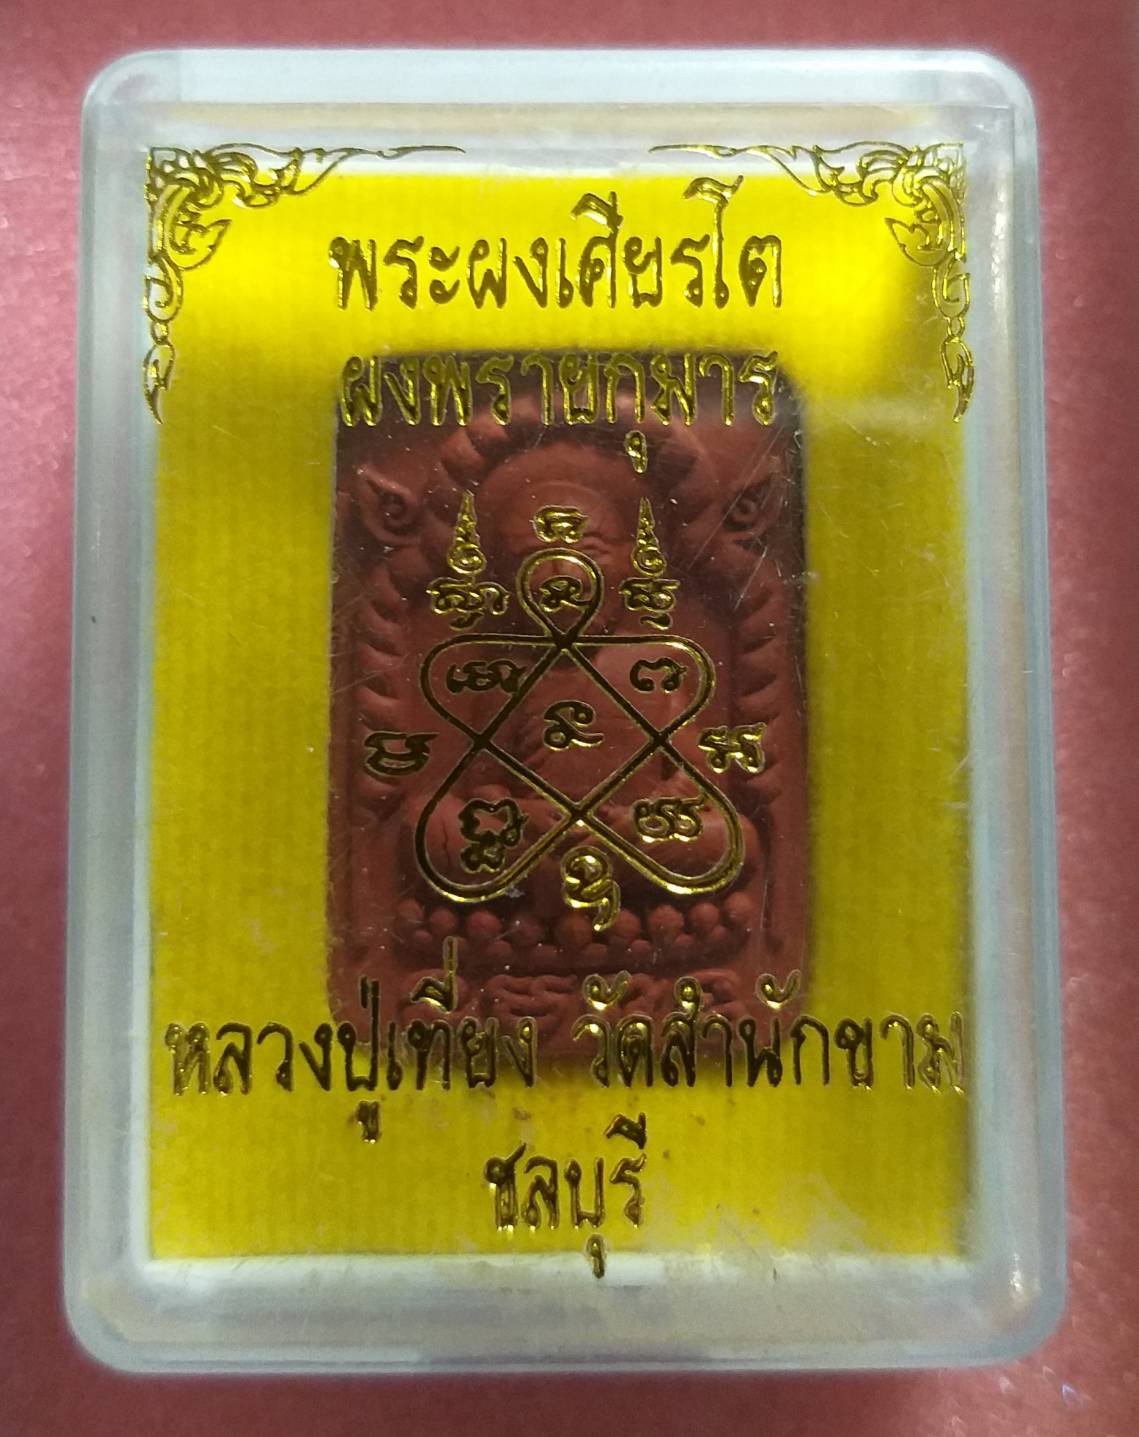 พระผงเศียรโต
ผงพรายกุมาร
หลวงปู่เที่ยง วัดสำนักขาม
ชลบุรี